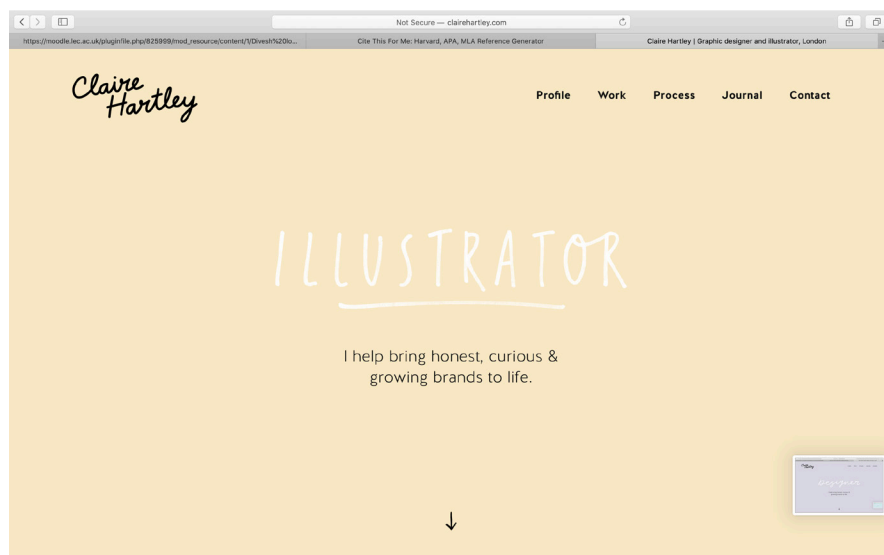 Not Secure — clairehartley.com
https://moodle.lec.ac.uk/pluginfile.php/825999/mod_resource/content/1/Divesh%20lo...
Cite This For Me: Harvard, APA, MLA Reference Generator
Claire Hartley | Graphic designer and illustrator, London
Claire
Hartley
Profile Work Process Journal Contact
ILLUSTRATOR
I help bring honest, curious &
growing brands to life.